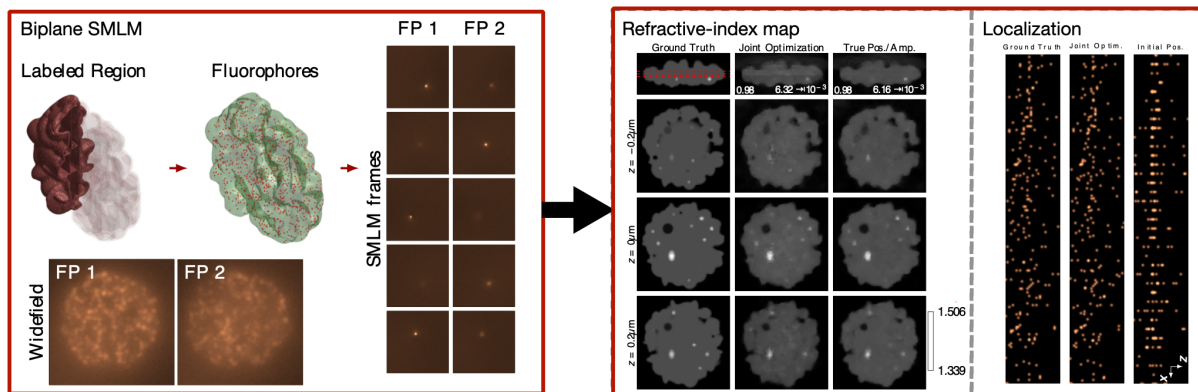 Biplane SMLM
FP 1 FP 2
Labeled Region Fluorophores
SMLM frames
Widefield
FP 1 FP 2
Refractive-index map
Ground Truth Joint Optimization True Pos./ Amp.
0.98 6.32 ⇥10⁻³ 0.98 6.16 ⇥10⁻³
z = −0.2µm
z = 0µm
z = 0.2µm
1.506
1.339
Localization
Ground Truth Joint Optim. Initial Pos.
Z
X